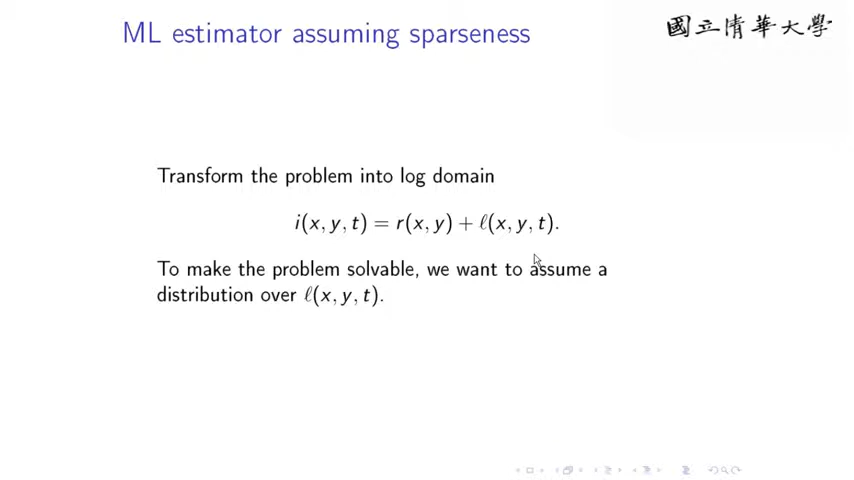 ML estimator assuming sparseness
國立清華大學
Transform the problem into log domain
i(x, y, t) = r(x, y) + ℓ(x, y, t).
To make the problem solvable, we want to assume a
distribution over ℓ(x, y, t).